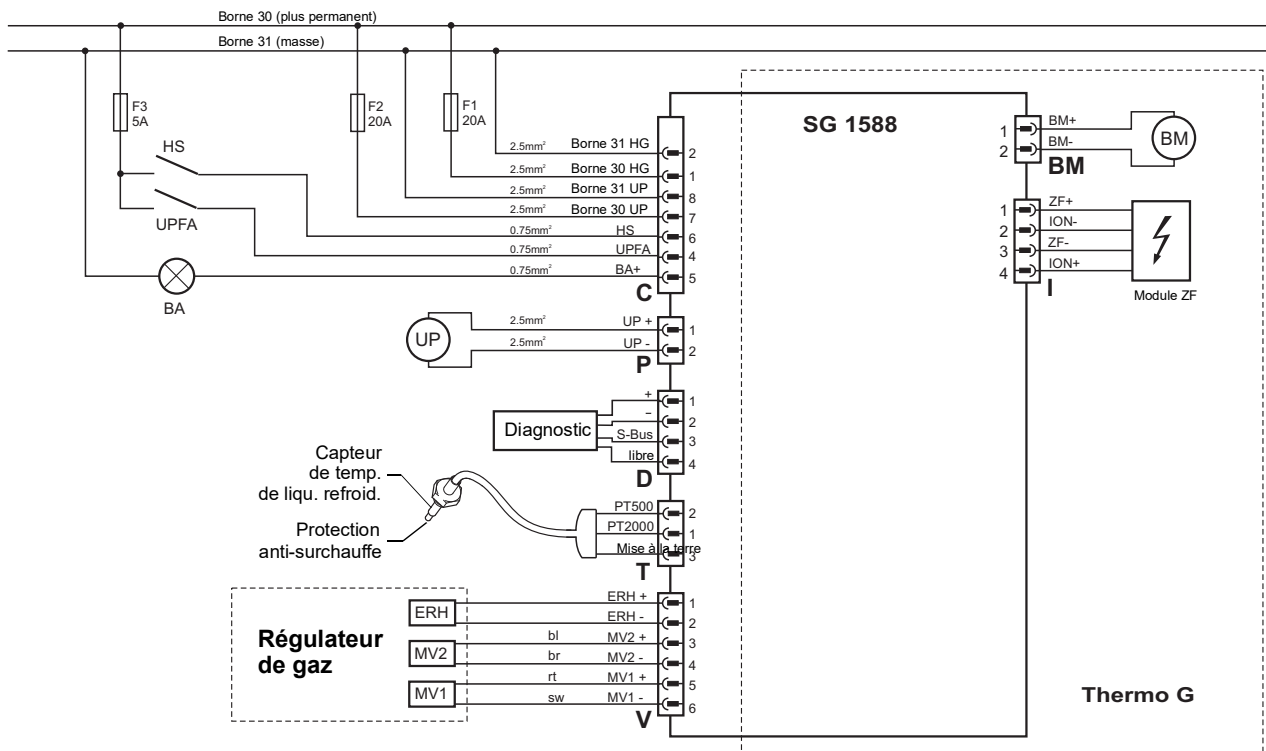 Borne 30 (plus permanent)
Borne 31 (masse)
F3
5A
F2
20A
F1
20A
HS
UPFA
BA
2.5mm² Borne 31 HG 2
2.5mm² Borne 30 HG 1
2.5mm² Borne 31 UP 8
2.5mm² Borne 30 UP 7
0.75mm² HS 6
0.75mm² UPFA 4
0.75mm² BA+ 5
C
UP
2.5mm² UP + 1
2.5mm² UP - 2
P
Diagnostic
+ 1
– 2
S-Bus 3
libre 4
D
Capteur
de temp.
de liqu. refroid.
Protection
anti-surchauffe
PT500 2
PT2000 1
Mise à la terre 3
T
Régulateur
de gaz
ERH
MV2
MV1
ERH + 1
ERH - 2
bl MV2 + 3
br MV2 - 4
rt MV1 + 5
sw MV1 - 6
V
SG 1588
1 BM+
2 BM-
BM
BM
1 ZF+
2 ION-
3 ZF-
4 ION+
I
Module ZF
Thermo G